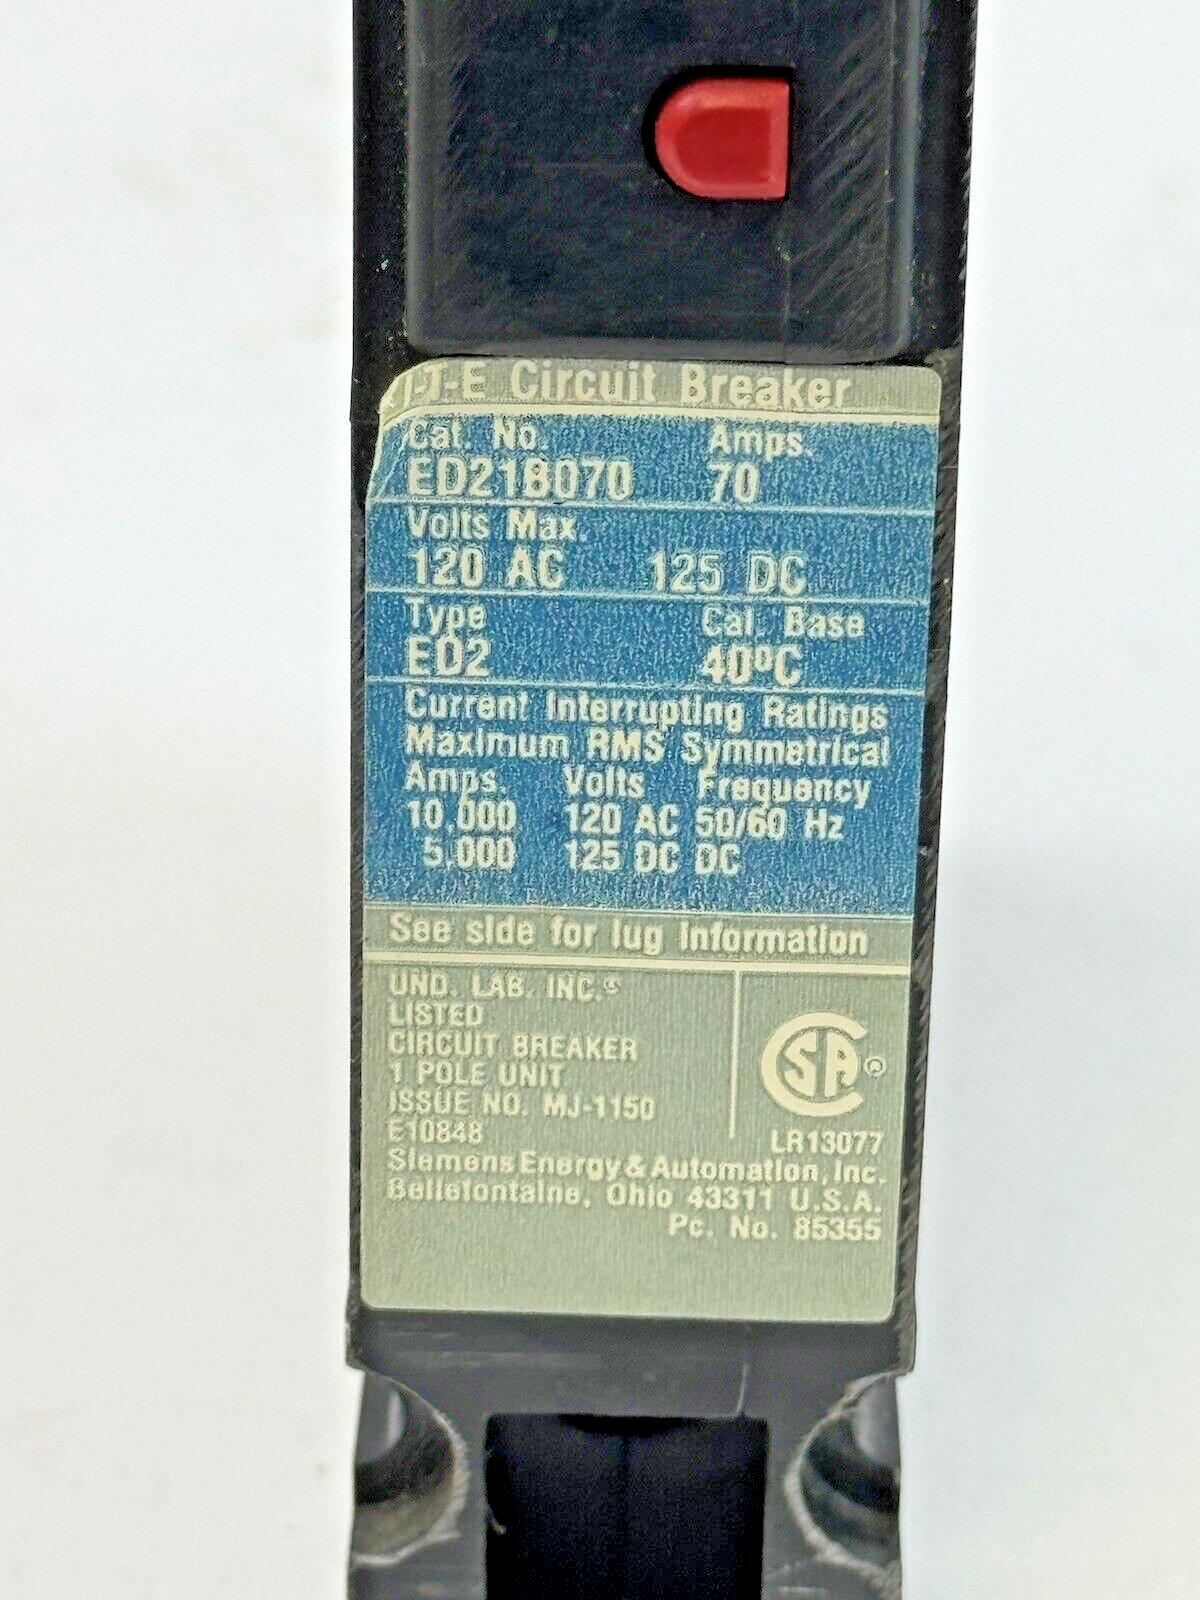 I-T-E Circuit Breaker
Cat. No. Amps.
ED21B070 70
Volts Max.
120 AC 125 DC
Type Cal. Base
ED2 40ºC
Current Interrupting Ratings
Maximum RMS Symmetrical
Amps. Volts Frequency
10,000 120 AC 50/60 Hz
5,000 125 DC DC
See side for lug information
UND. LAB. INC.®
LISTED
CIRCUIT BREAKER
1 POLE UNIT
ISSUE NO. MJ-1150
E10848
CSA®
LR13077
Siemens Energy & Automation, Inc.
Bellefontaine, Ohio 43311 U.S.A.
Pc. No. 85355